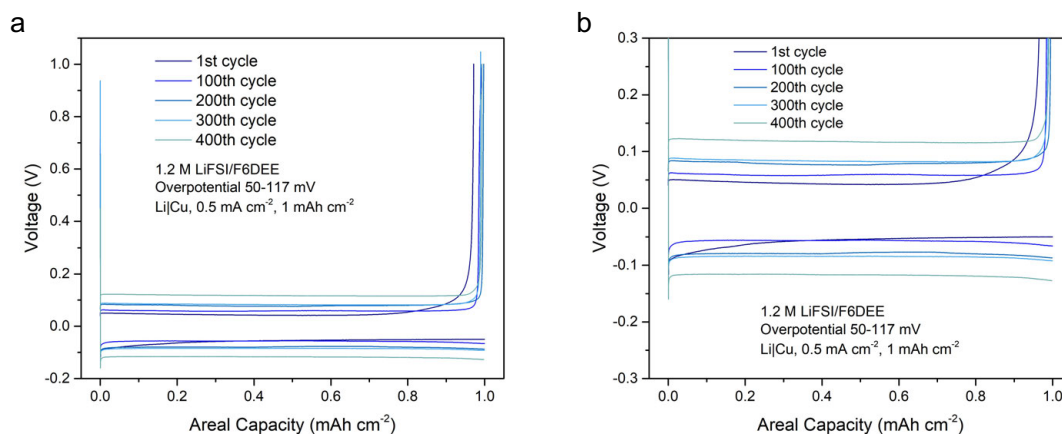 a
1.0
0.8
0.6
0.4
0.2
0.0
-0.2
Voltage (V)
1st cycle
100th cycle
200th cycle
300th cycle
400th cycle
1.2 M LiFSI/F6DEE
Overpotential 50-117 mV
Li|Cu, 0.5 mA cm-2, 1 mAh cm-2
0.0 0.2 0.4 0.6 0.8 1.0
Areal Capacity (mAh cm-2)
b
0.3
0.2
0.1
0.0
-0.1
-0.2
-0.3
Voltage (V)
1st cycle
100th cycle
200th cycle
300th cycle
400th cycle
1.2 M LiFSI/F6DEE
Overpotential 50-117 mV
Li|Cu, 0.5 mA cm-2, 1 mAh cm-2
0.0 0.2 0.4 0.6 0.8 1.0
Areal Capacity (mAh cm-2)